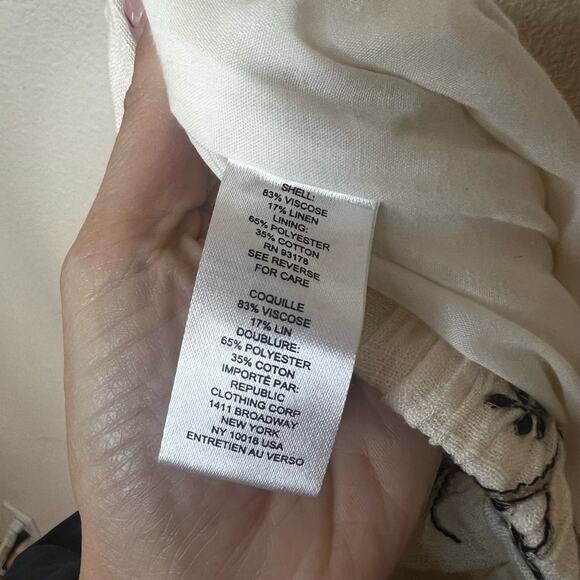 SHELL:
83% VISCOSE
17% LINEN
LINING:
65% POLYESTER
35% COTTON
RN 93178
SEE REVERSE
FOR CARE
COQUILLE
83% VISCOSE
17% LIN
DOUBLURE:
65% POLYESTER
35% COTON
IMPORTÉ PAR:
REPUBLIC
CLOTHING CORP
1411 BROADWAY
NEW YORK
NY 10018 USA
ENTRETIEN AU VERSO